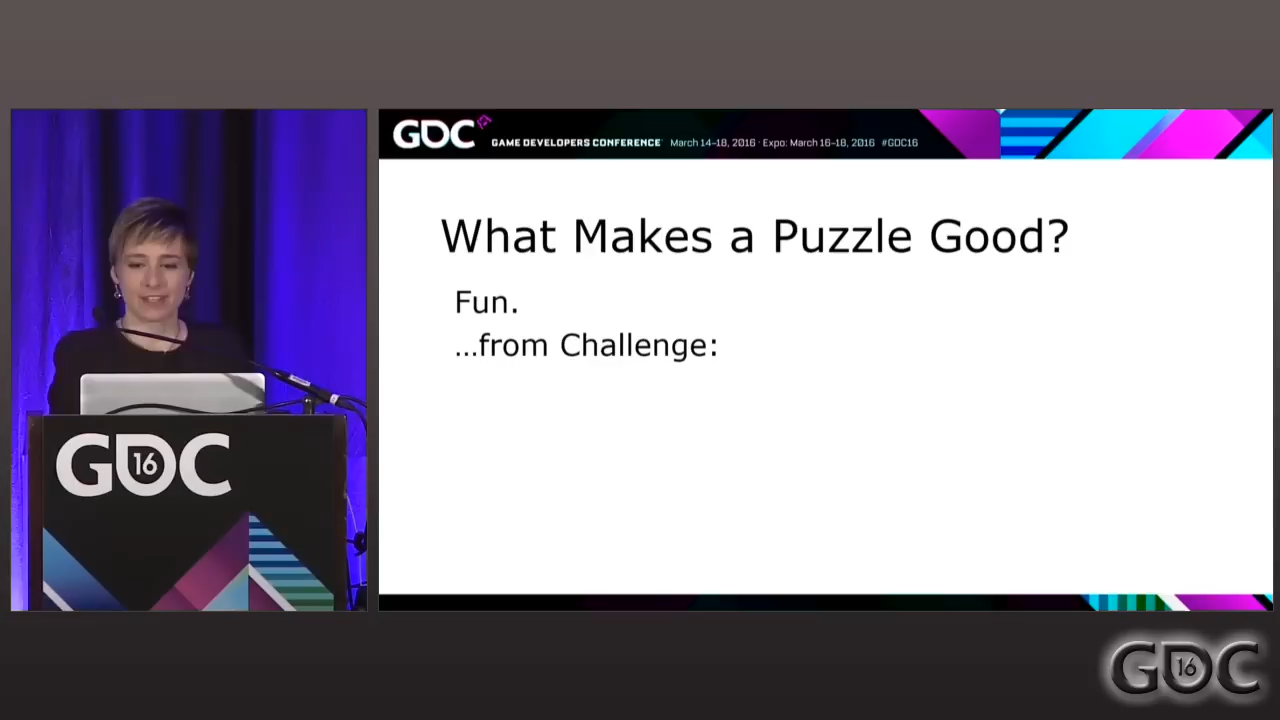 GDC
GAME DEVELOPERS CONFERENCE March 14–18, 2016 · Expo: March 16–18, 2016 #GDC16
What Makes a Puzzle Good?
Fun.
…from Challenge:
GDC 16
GDC 16